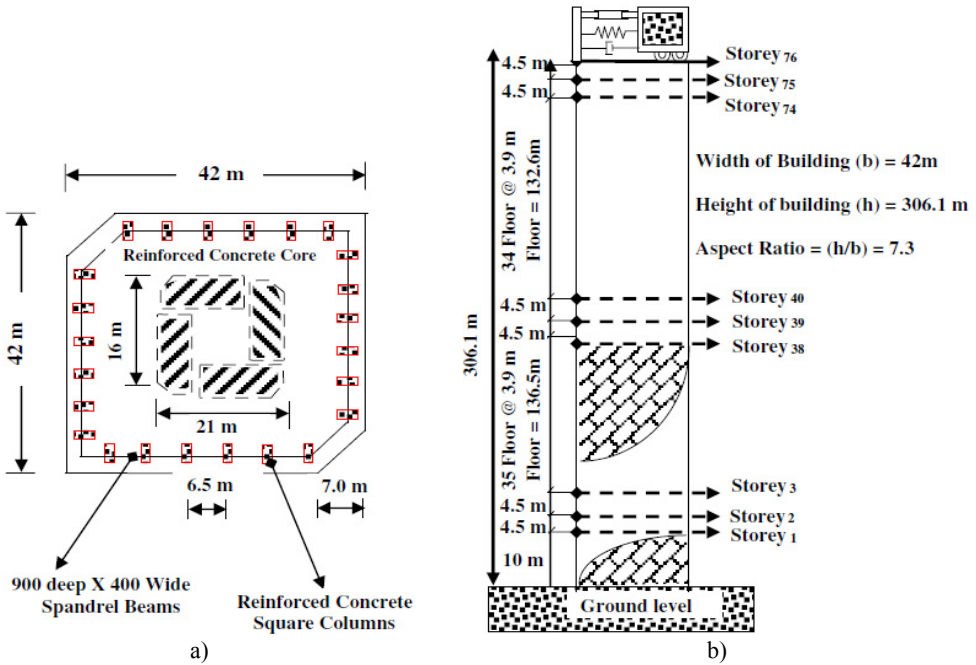 42 m
42 m
Reinforced Concrete Core
16 m
21 m
6.5 m
7.0 m
900 deep X 400 Wide
Spandrel Beams
Reinforced Concrete
Square Columns
a)
306.1 m
4.5 m
4.5 m
34 Floor @ 3.9 m
Floor = 132.6m
4.5 m
4.5 m
35 Floor @ 3.9 m
Floor = 136.5m
4.5 m
4.5 m
10 m
Storey 76
Storey 75
Storey 74
Width of Building (b) = 42m
Height of building (h) = 306.1 m
Aspect Ratio = (h/b) = 7.3
Storey 40
Storey 39
Storey 38
Storey 3
Storey 2
Storey 1
Ground level
b)